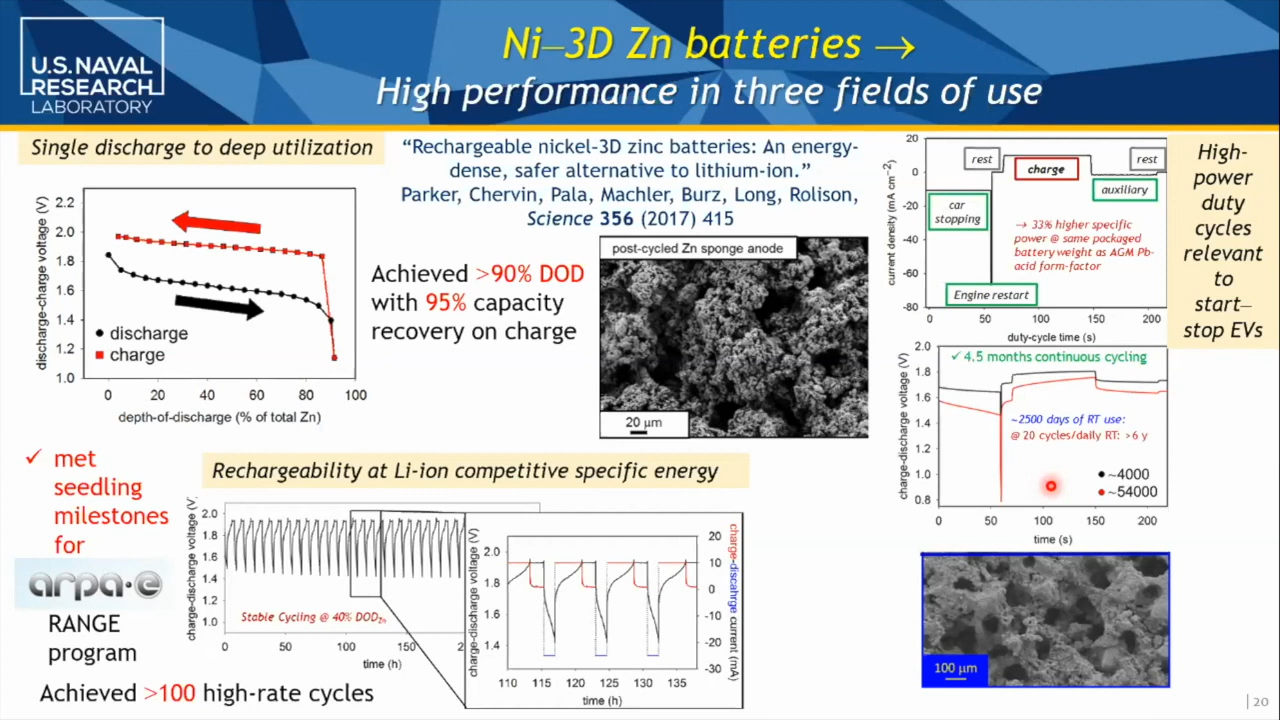 U.S. NAVAL
RESEARCH
LABORATORY
Ni–3D Zn batteries →
High performance in three fields of use
Single discharge to deep utilization
2.2
2.0
1.8
1.6
1.4
1.2
1.0
discharge-charge voltage (V)
discharge
charge
0 20 40 60 80 100
depth-of-discharge (% of total Zn)
“Rechargeable nickel–3D zinc batteries: An energy-
dense, safer alternative to lithium-ion.”
Parker, Chervin, Pala, Machler, Burz, Long, Rolison,
Science 356 (2017) 415
Achieved >90% DOD
with 95% capacity
recovery on charge
post-cycled Zn sponge anode
20 µm
20
0
-20
-40
-60
-80
current density (mA cm−2)
rest
charge
rest
auxiliary
car
stopping
→ 33% higher specific
power @ same packaged
battery weight as AGM Pb-
acid form-factor
Engine restart
0 50 100 150 200
duty-cycle time (s)
High-
power
duty
cycles
relevant
to
start–
stop EVs
2.0
1.8
1.6
1.4
1.2
1.0
0.8
charge-discharge voltage (V)
✓ 4.5 months continuous cycling
~2500 days of RT use:
@ 20 cycles/daily RT: >6 y
~4000
~54000
0 50 100 150 200
time (s)
100 µm
✓ met
seedling
milestones
for
arpa·e
RANGE
program
Achieved >100 high-rate cycles
Rechargeability at Li-ion competitive specific energy
2.0
1.8
1.6
1.4
1.2
1.0
charge-discharge voltage (V)
Stable Cycling @ 40% DODZn
0 50 100 150
time (h)
2.0
1.8
1.6
1.4
charge-discharge voltage (V)
20
10
0
-10
-20
-30
charge-discahrge current (mA)
110 115 120 125 130 135
time (h)
20